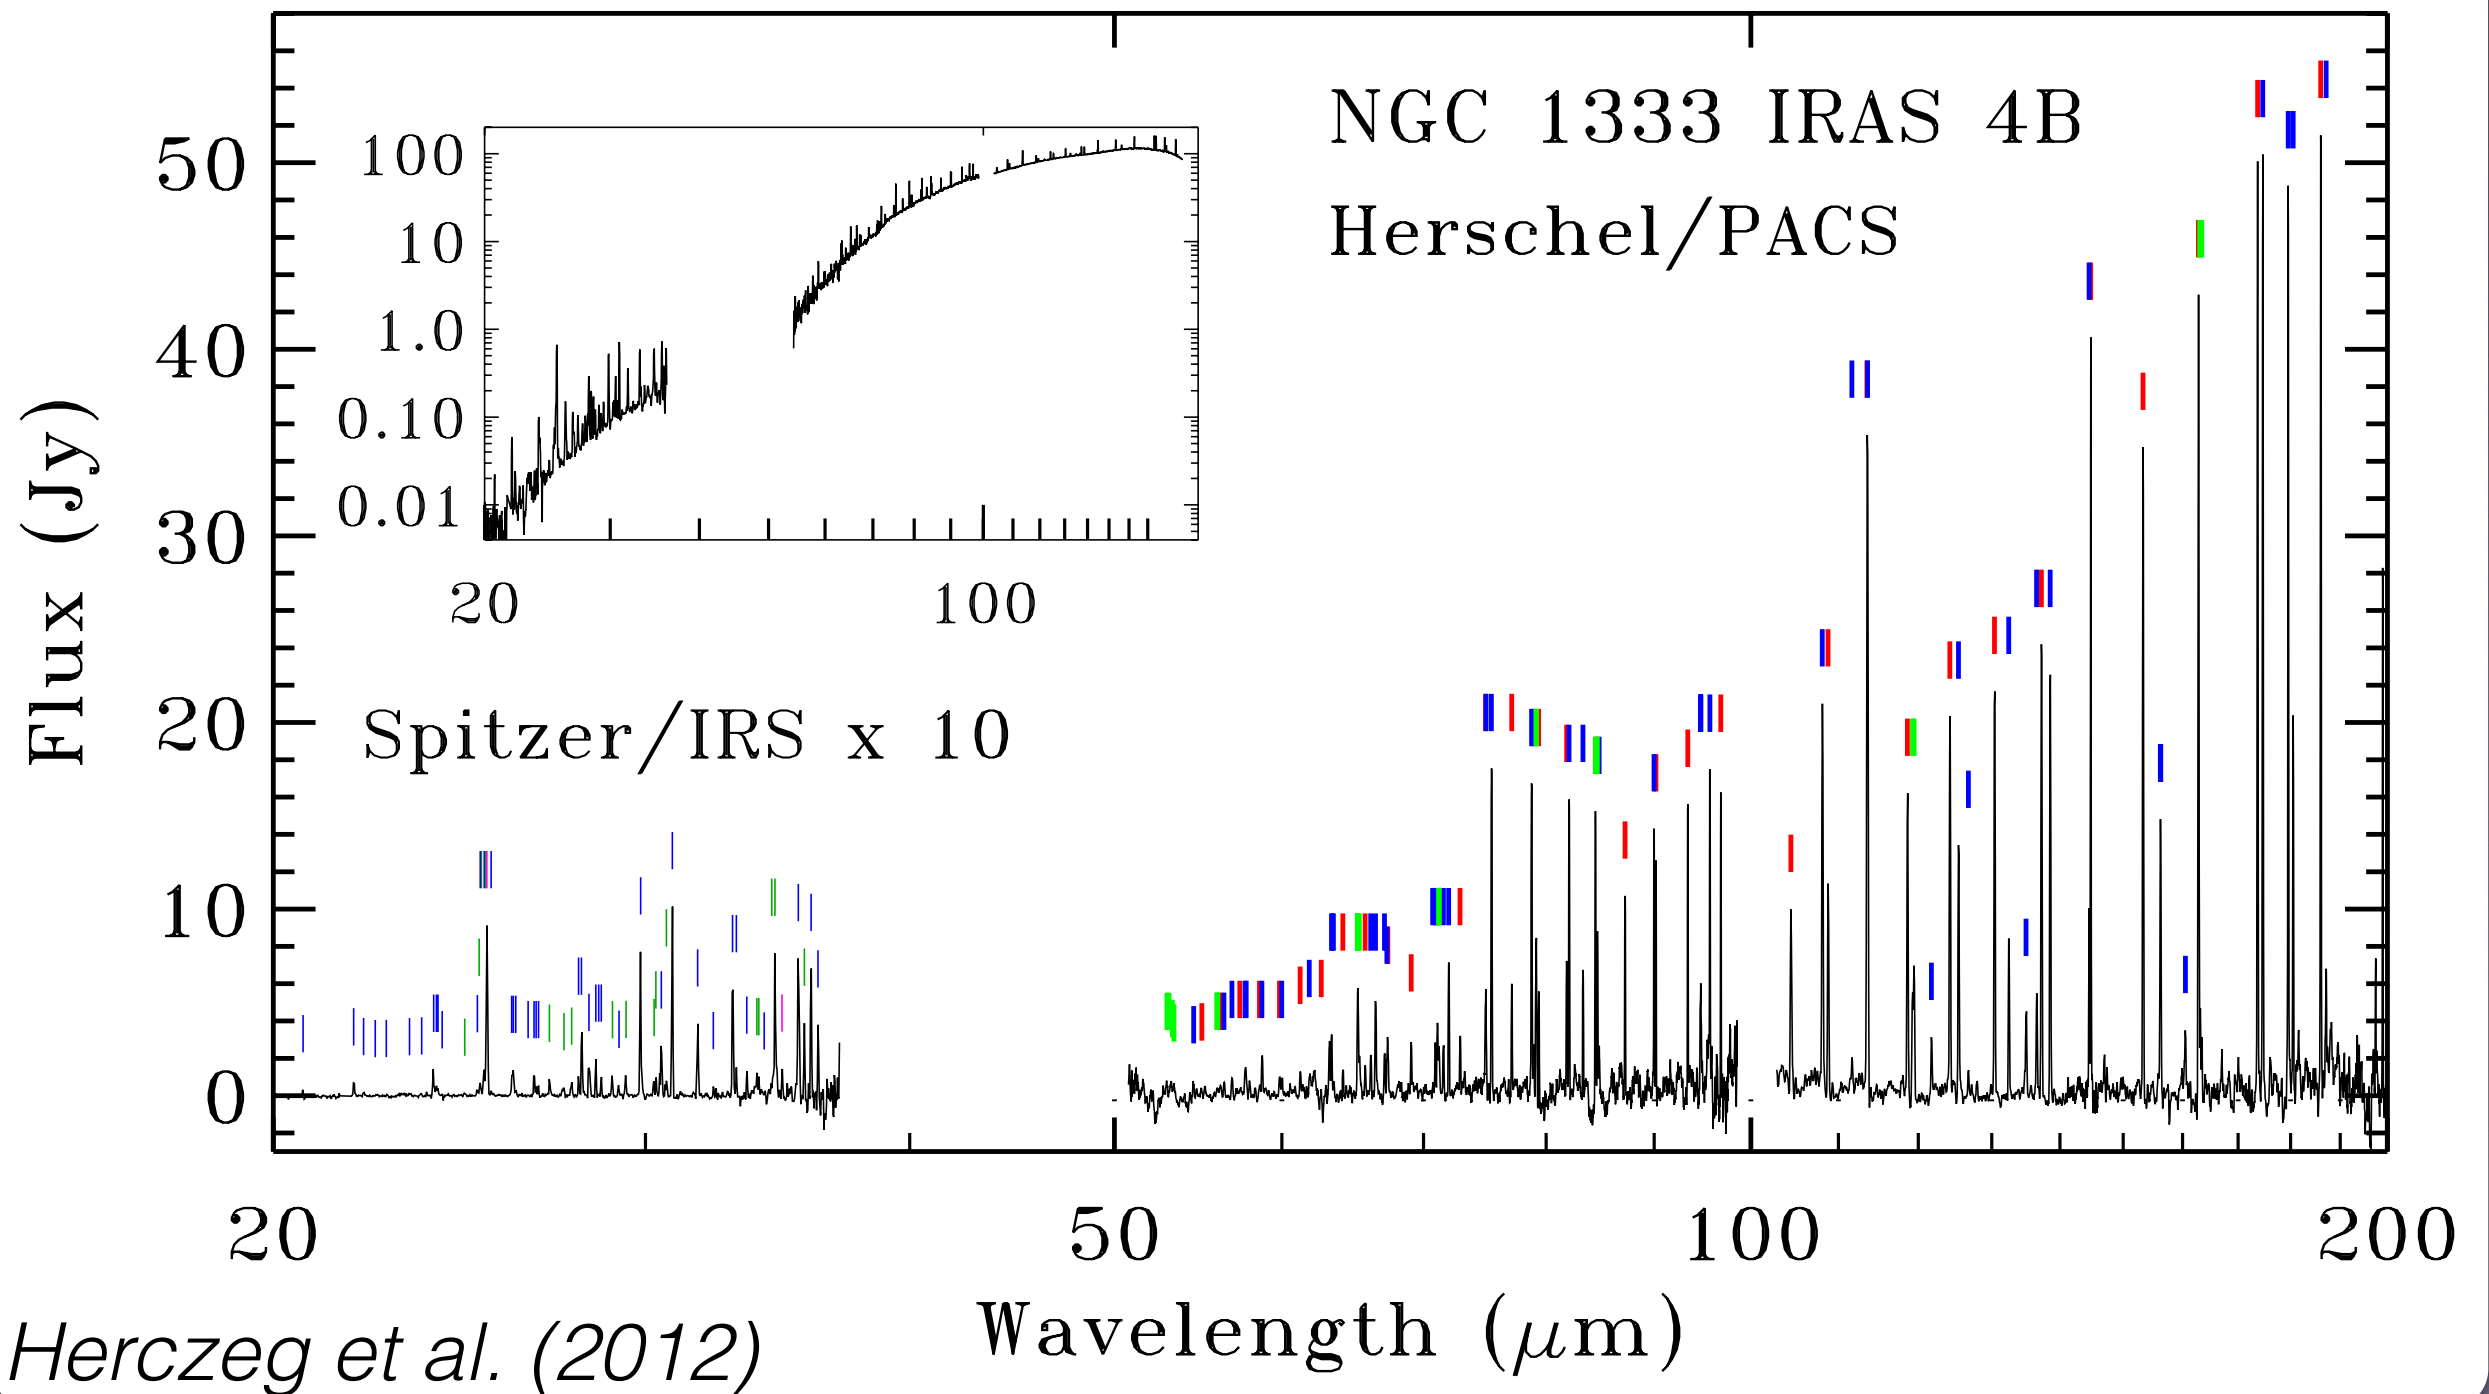 NGC 1333 IRAS 4B
Herschel/PACS
100
10
1.0
0.10
0.01
20 100
Spitzer/IRS x 10
Flux (Jy)
50
40
30
20
10
0
20 50 100 200
Wavelength (μm)
Herczeg et al. (2012)